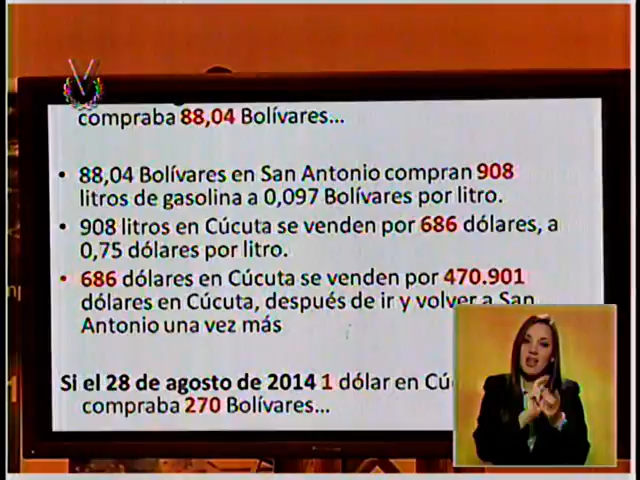 compraba 88,04 Bolívares...
• 88,04 Bolívares en San Antonio compran 908
litros de gasolina a 0,097 Bolívares por litro.
• 908 litros en Cúcuta se venden por 686 dólares, a
0,75 dólares por litro.
• 686 dólares en Cúcuta se venden por 470.901
dólares en Cúcuta, después de ir y volver a San
Antonio una vez más
Si el 28 de agosto de 2014 1 dólar en
compraba 270 Bolívares...